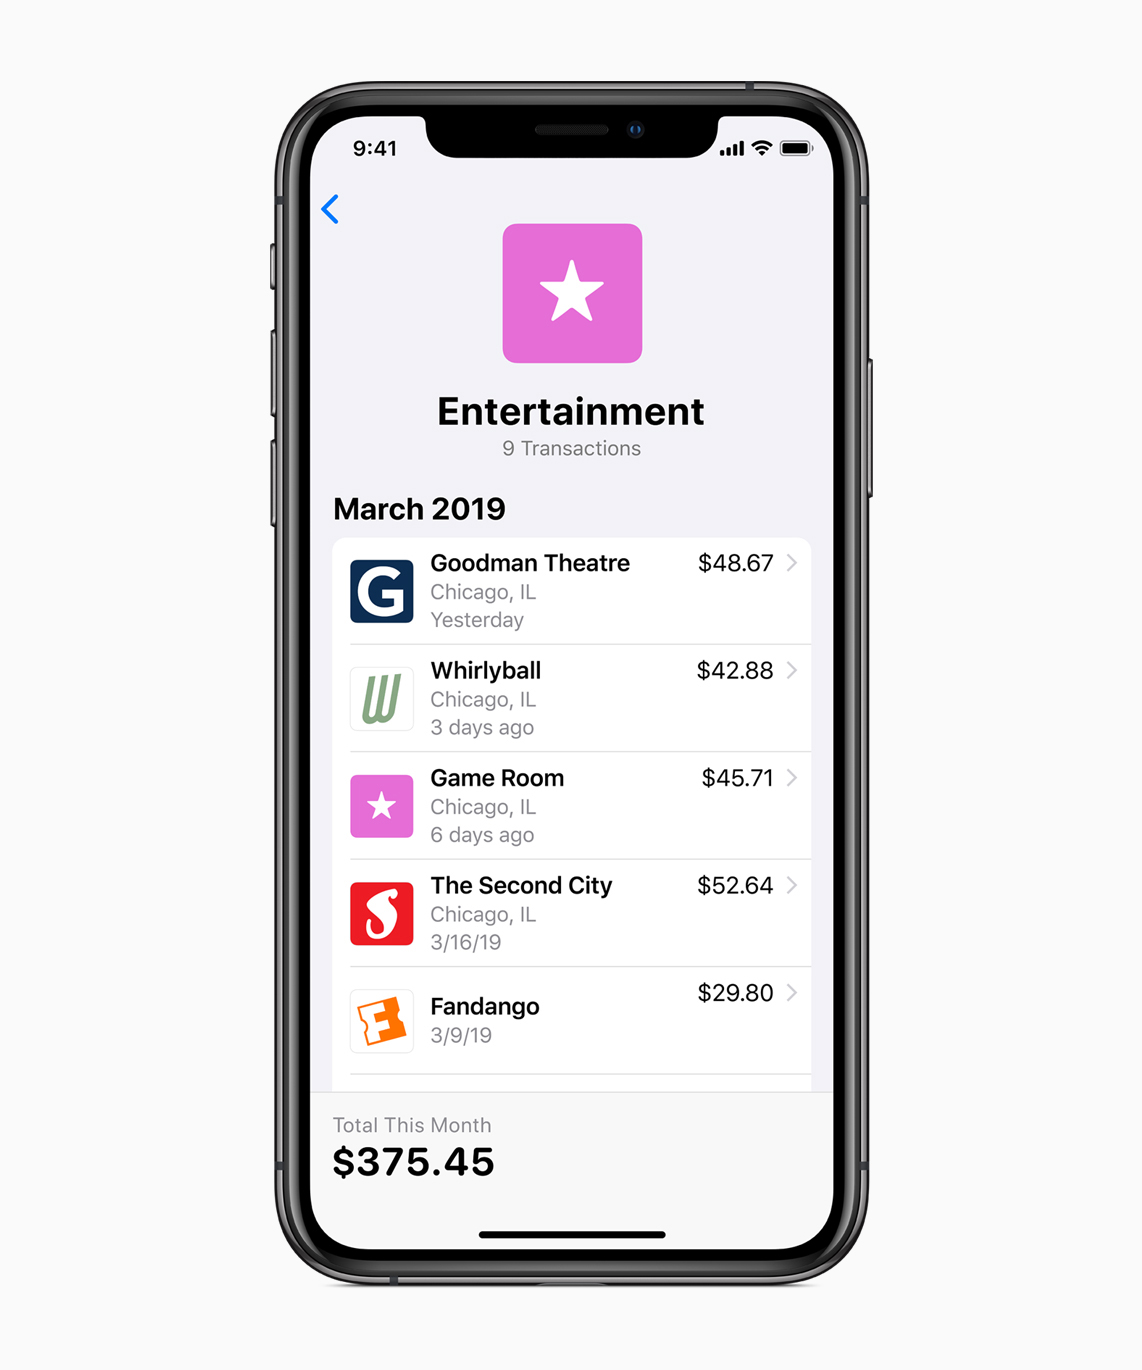 9:41
Entertainment
9 Transactions
March 2019
G
Goodman Theatre $48.67
Chicago, IL
Yesterday
W
Whirlyball $42.88
Chicago, IL
3 days ago
Game Room $45.71
Chicago, IL
6 days ago
S
The Second City $52.64
Chicago, IL
3/16/19
F
Fandango $29.80
3/9/19
Total This Month
$375.45